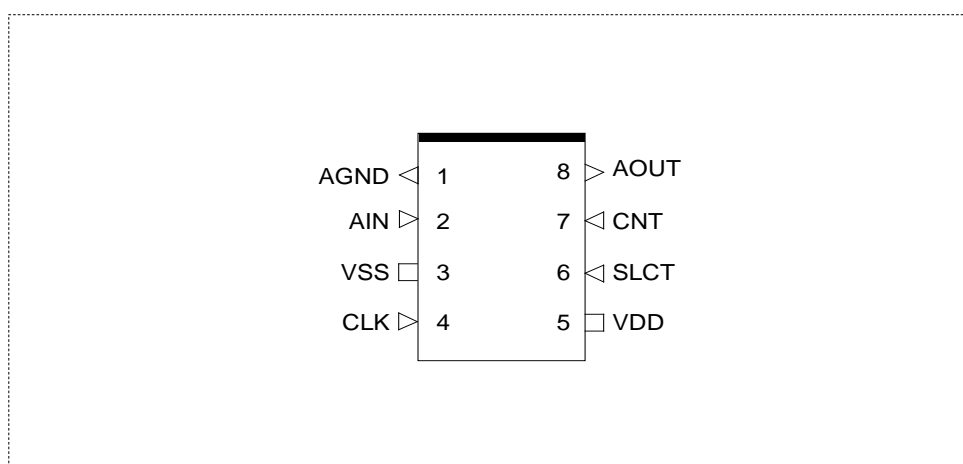 AGND 1 8 AOUT
AIN 2 7 CNT
VSS 3 6 SLCT
CLK 4 5 VDD